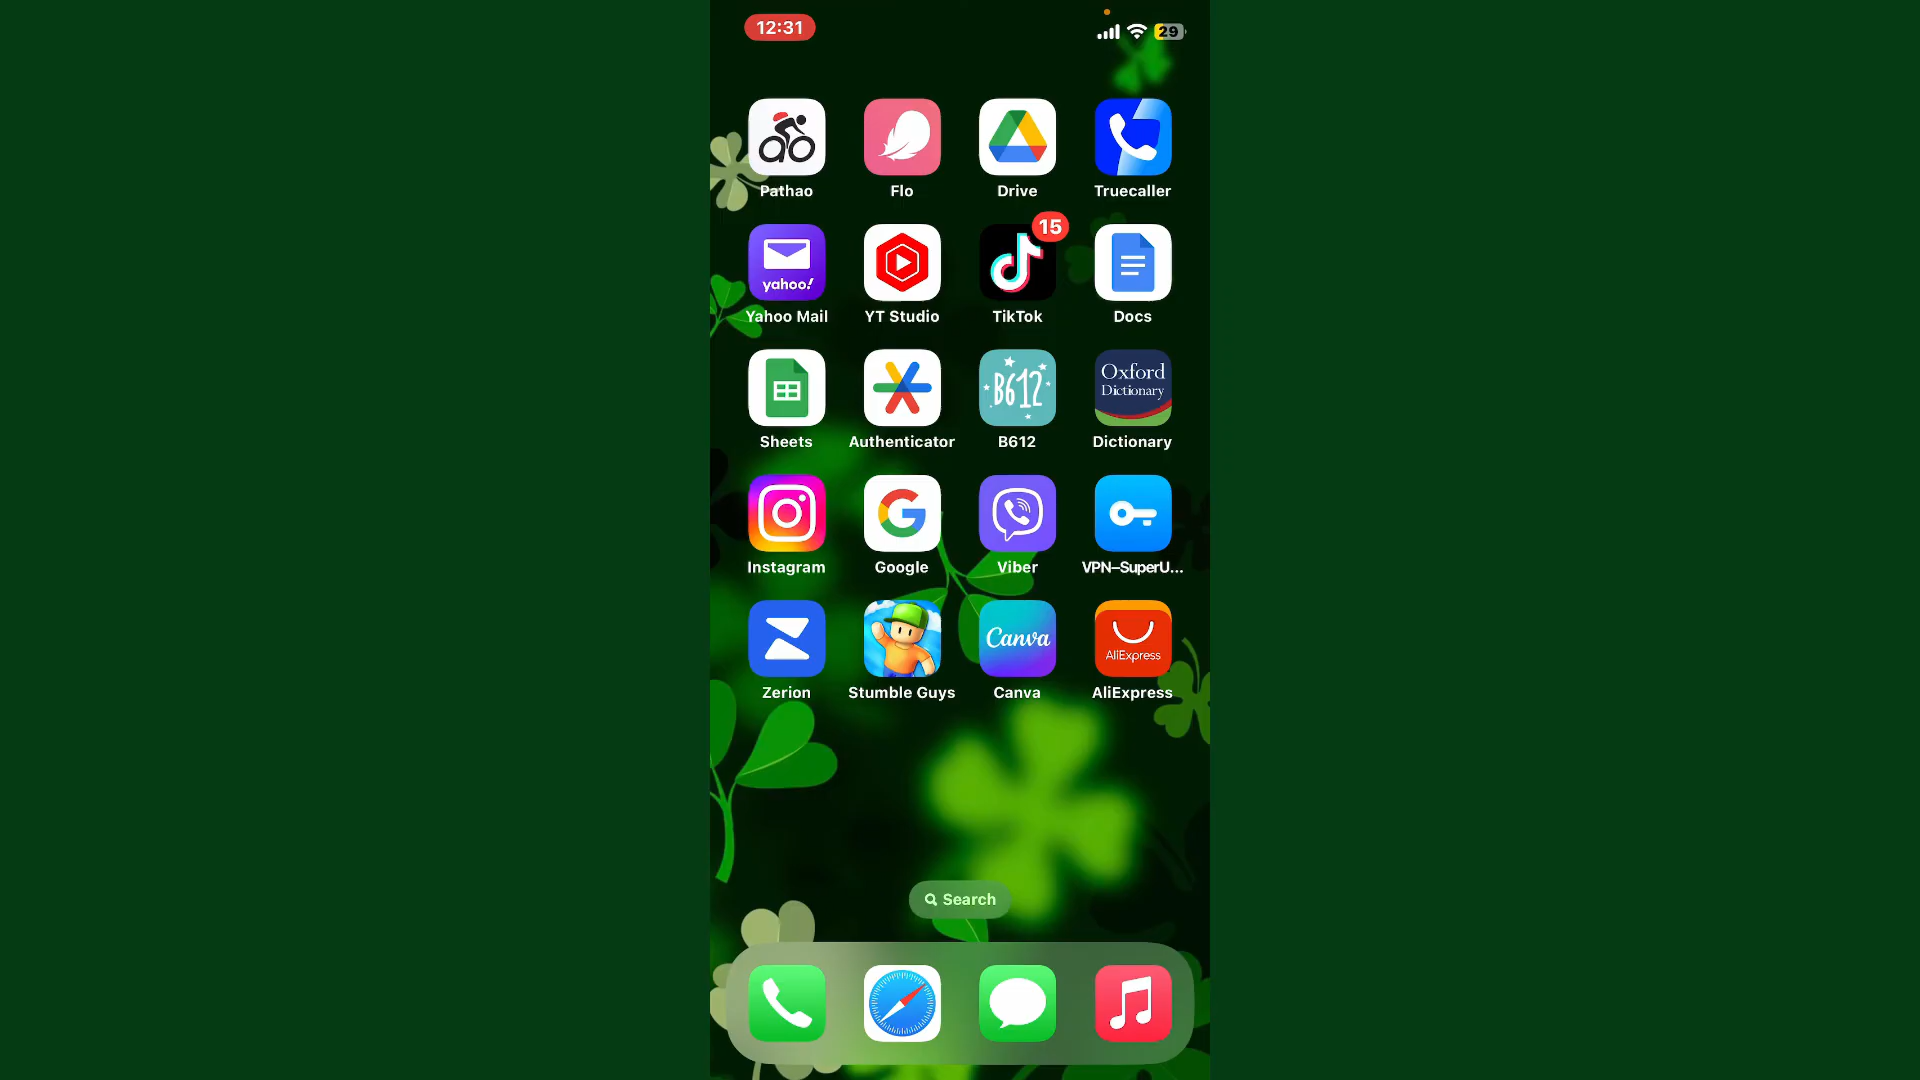 12:31
29
Pathao
Flo
Drive
Truecaller
yahoo!
15
Yahoo Mail
YT Studio
TikTok
Docs
B612
Oxford
Dictionary
Sheets
Authenticator
B612
Dictionary
Instagram
Google
Viber
VPN–SuperU...
Canva
AliExpress
Zerion
Stumble Guys
Canva
AliExpress
Search